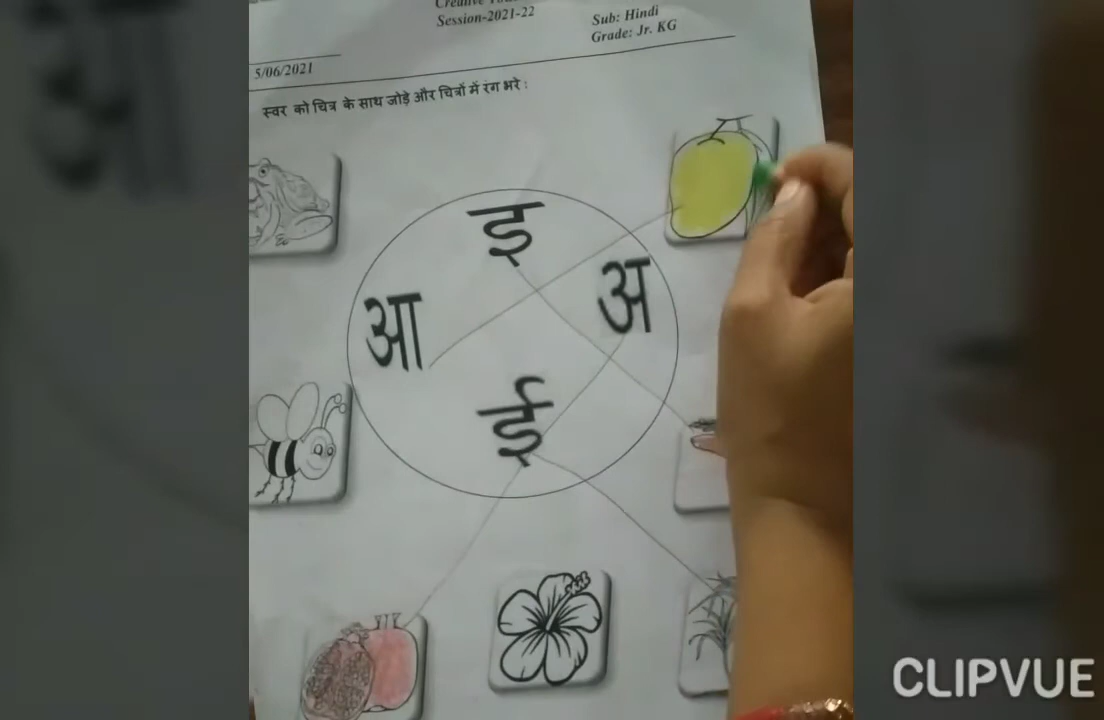 Session-2021-22
Sub: Hindi
Grade: Jr. KG
5/06/2021
स्वर को चित्र के साथ जोड़े और चित्रों में रंग भरे :
इ
अ
आ
ई
CLIPVUE